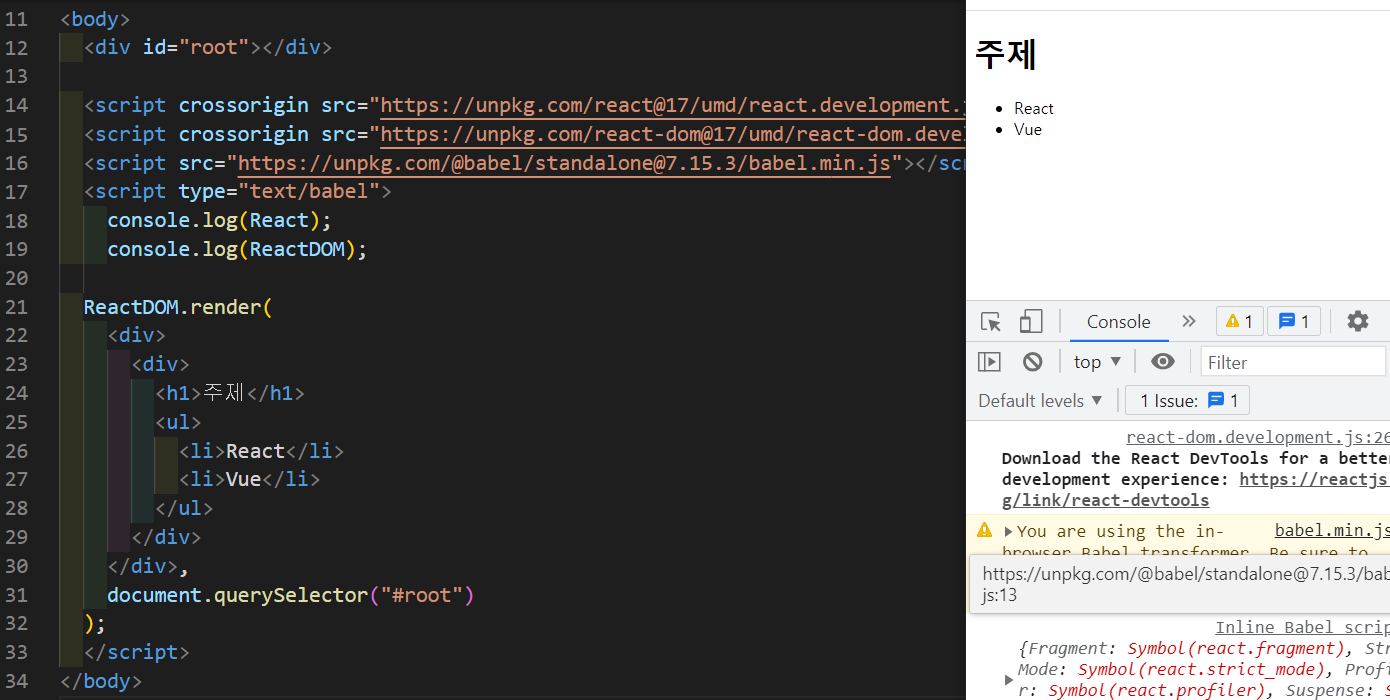 11 <body>
12 <div id="root"></div>
13
14 <script crossorigin src="https://unpkg.com/react@17/umd/react.development.
15 <script crossorigin src="https://unpkg.com/react-dom@17/umd/react-dom.devel
16 <script src="https://unpkg.com/@babel/standalone@7.15.3/babel.min.js"></scr
17 <script type="text/babel">
18 console.log(React);
19 console.log(ReactDOM);
20
21 ReactDOM.render(
22 <div>
23 <div>
24 <h1>주제</h1>
25 <ul>
26 <li>React</li>
27 <li>Vue</li>
28 </ul>
29 </div>
30 </div>,
31 document.querySelector("#root")
32 );
33 </script>
34 </body>
주제
React
Vue
Console
1
1
top
Filter
Default levels
1 Issue:
1
react-dom.development.js:26
Download the React DevTools for a better
development experience: https://reactjs.
g/link/react-devtools
You are using the in-
babel.min.js
browser Babel transformer. Be sure to
https://unpkg.com/@babel/standalone@7.15.3/bab
js:13
Inline Babel scrip
{Fragment: Symbol(react.fragment), Str
Mode: Symbol(react.strict_mode), Profi
r: Symbol(react.profiler), Suspense: S